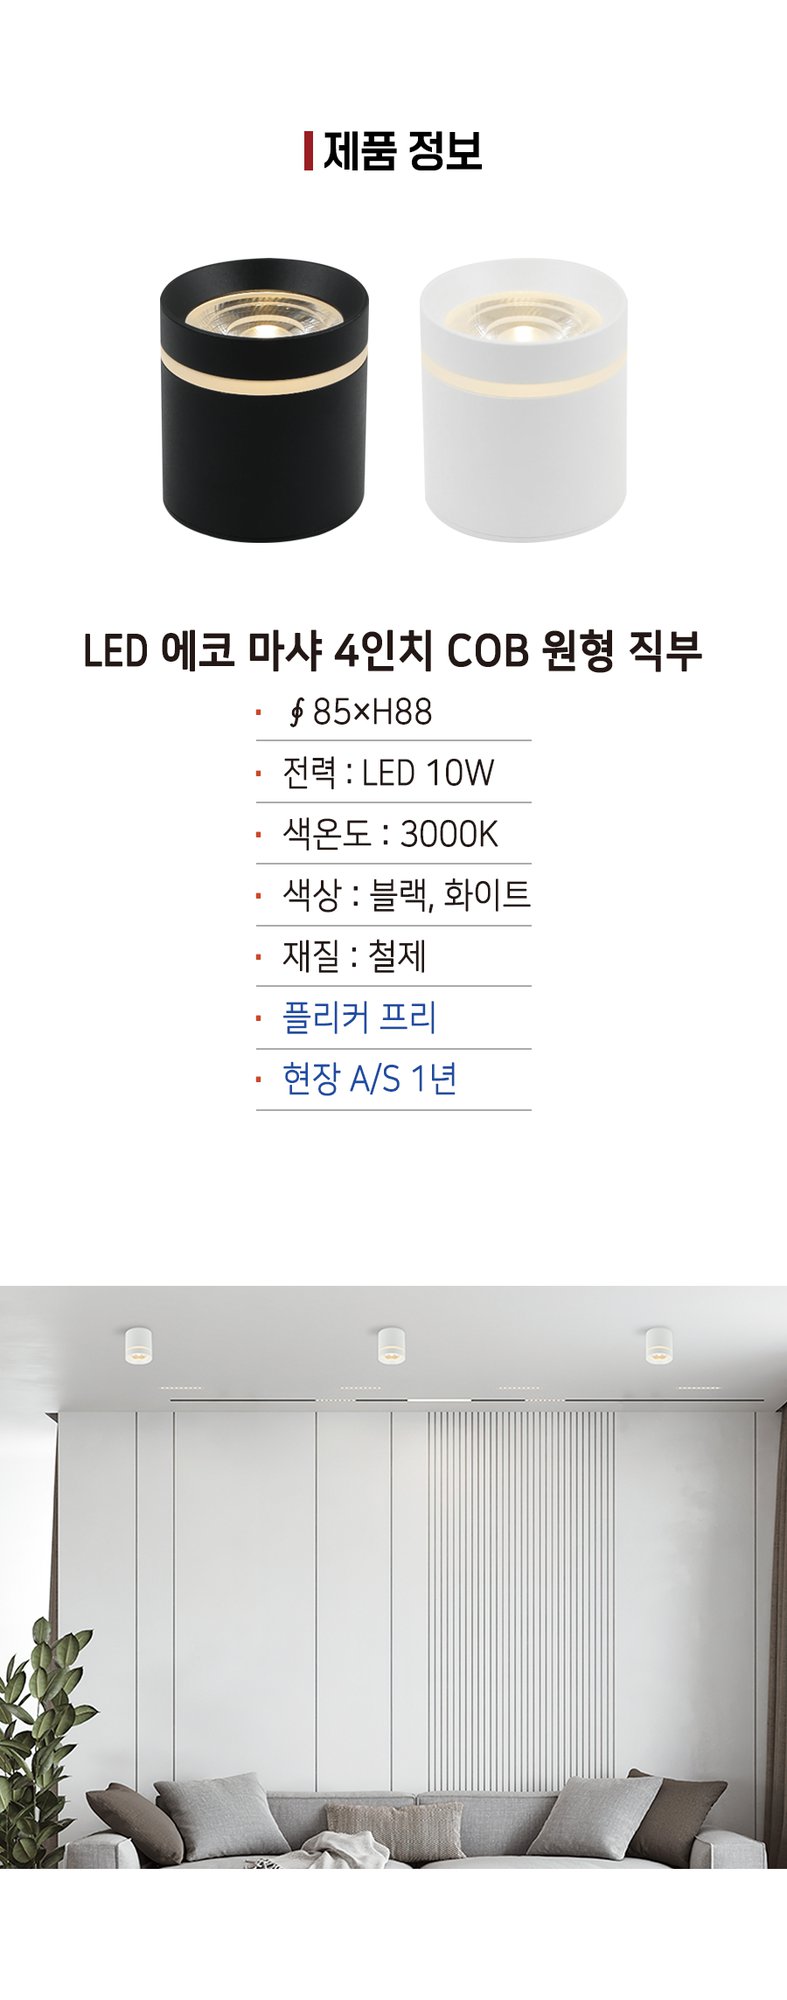 제품 정보
LED 에코 마샤 4인치 COB 원형 직부
· ∮85×H88
· 전력 : LED 10W
· 색온도 : 3000K
· 색상 : 블랙, 화이트
· 재질 : 철제
· 플리커 프리
· 현장 A/S 1년